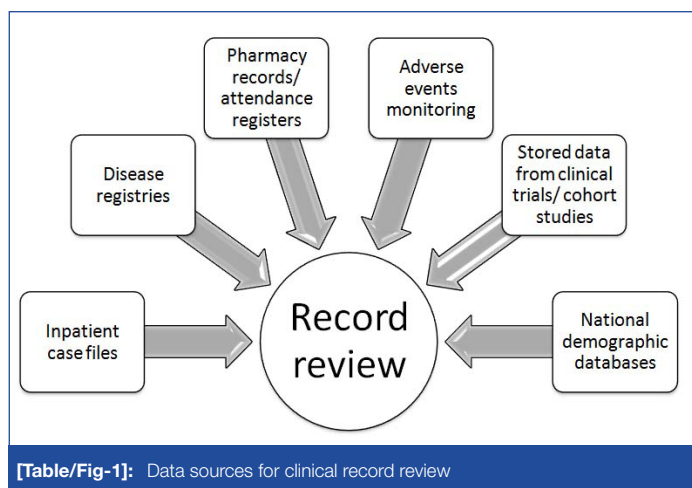 Pharmacy
records/
attendance
registers
Adverse
events
monitoring
Disease
registries
Stored data
from clinical
trials/ cohort
studies
Inpatient
case files
Record
review
National
demographic
databases
[Table/Fig-1]: Data sources for clinical record review